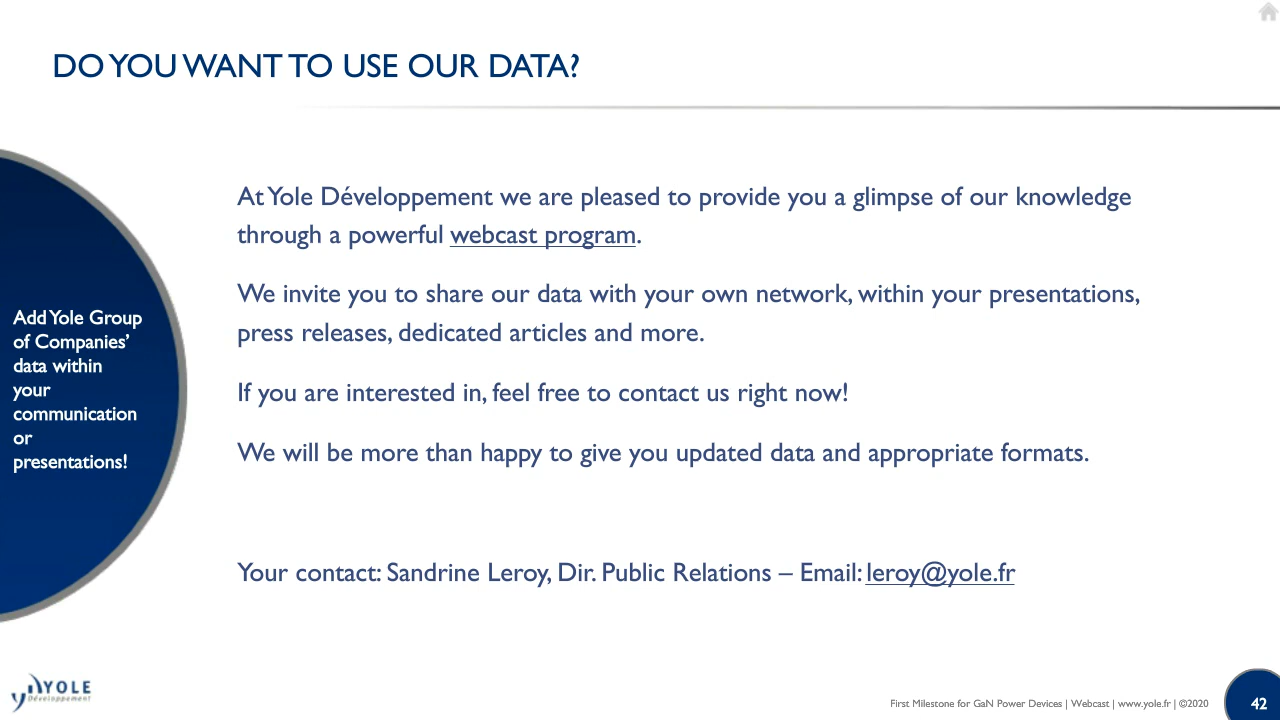 DO YOU WANT TO USE OUR DATA?
At Yole Développement we are pleased to provide you a glimpse of our knowledge
through a powerful webcast program.
We invite you to share our data with your own network, within your presentations,
press releases, dedicated articles and more.
If you are interested in, feel free to contact us right now!
We will be more than happy to give you updated data and appropriate formats.
Your contact: Sandrine Leroy, Dir. Public Relations – Email: leroy@yole.fr
Add Yole Group
of Companies’
data within
your
communication
or
presentations!
YOLE
Développement
First Milestone for GaN Power Devices | Webcast | www.yole.fr | ©2020
42